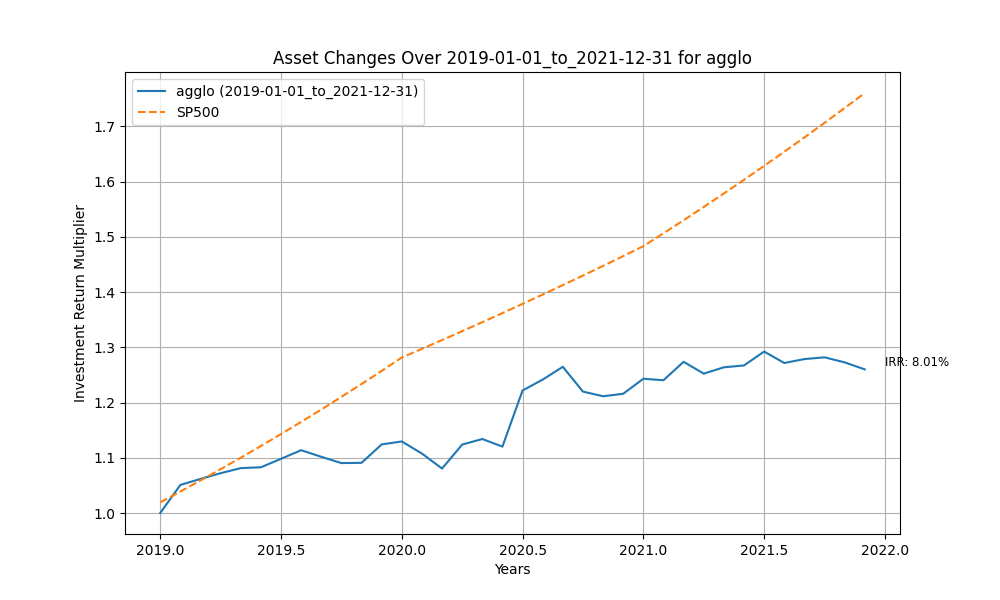 Asset Changes Over 2019-01-01_to_2021-12-31 for agglo
agglo (2019-01-01_to_2021-12-31)
SP500
Investment Return Multiplier
1.7
1.6
1.5
1.4
1.3
1.2
1.1
1.0
IRR: 8.01%
2019.0 2019.5 2020.0 2020.5 2021.0 2021.5 2022.0
Years